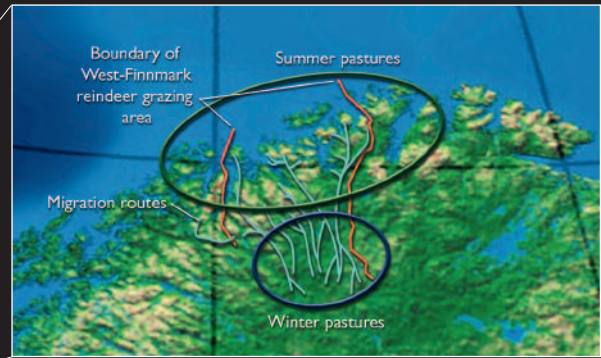 Boundary of
West-Finnmark
reindeer grazing
area
Summer pastures
Migration routes
Winter pastures